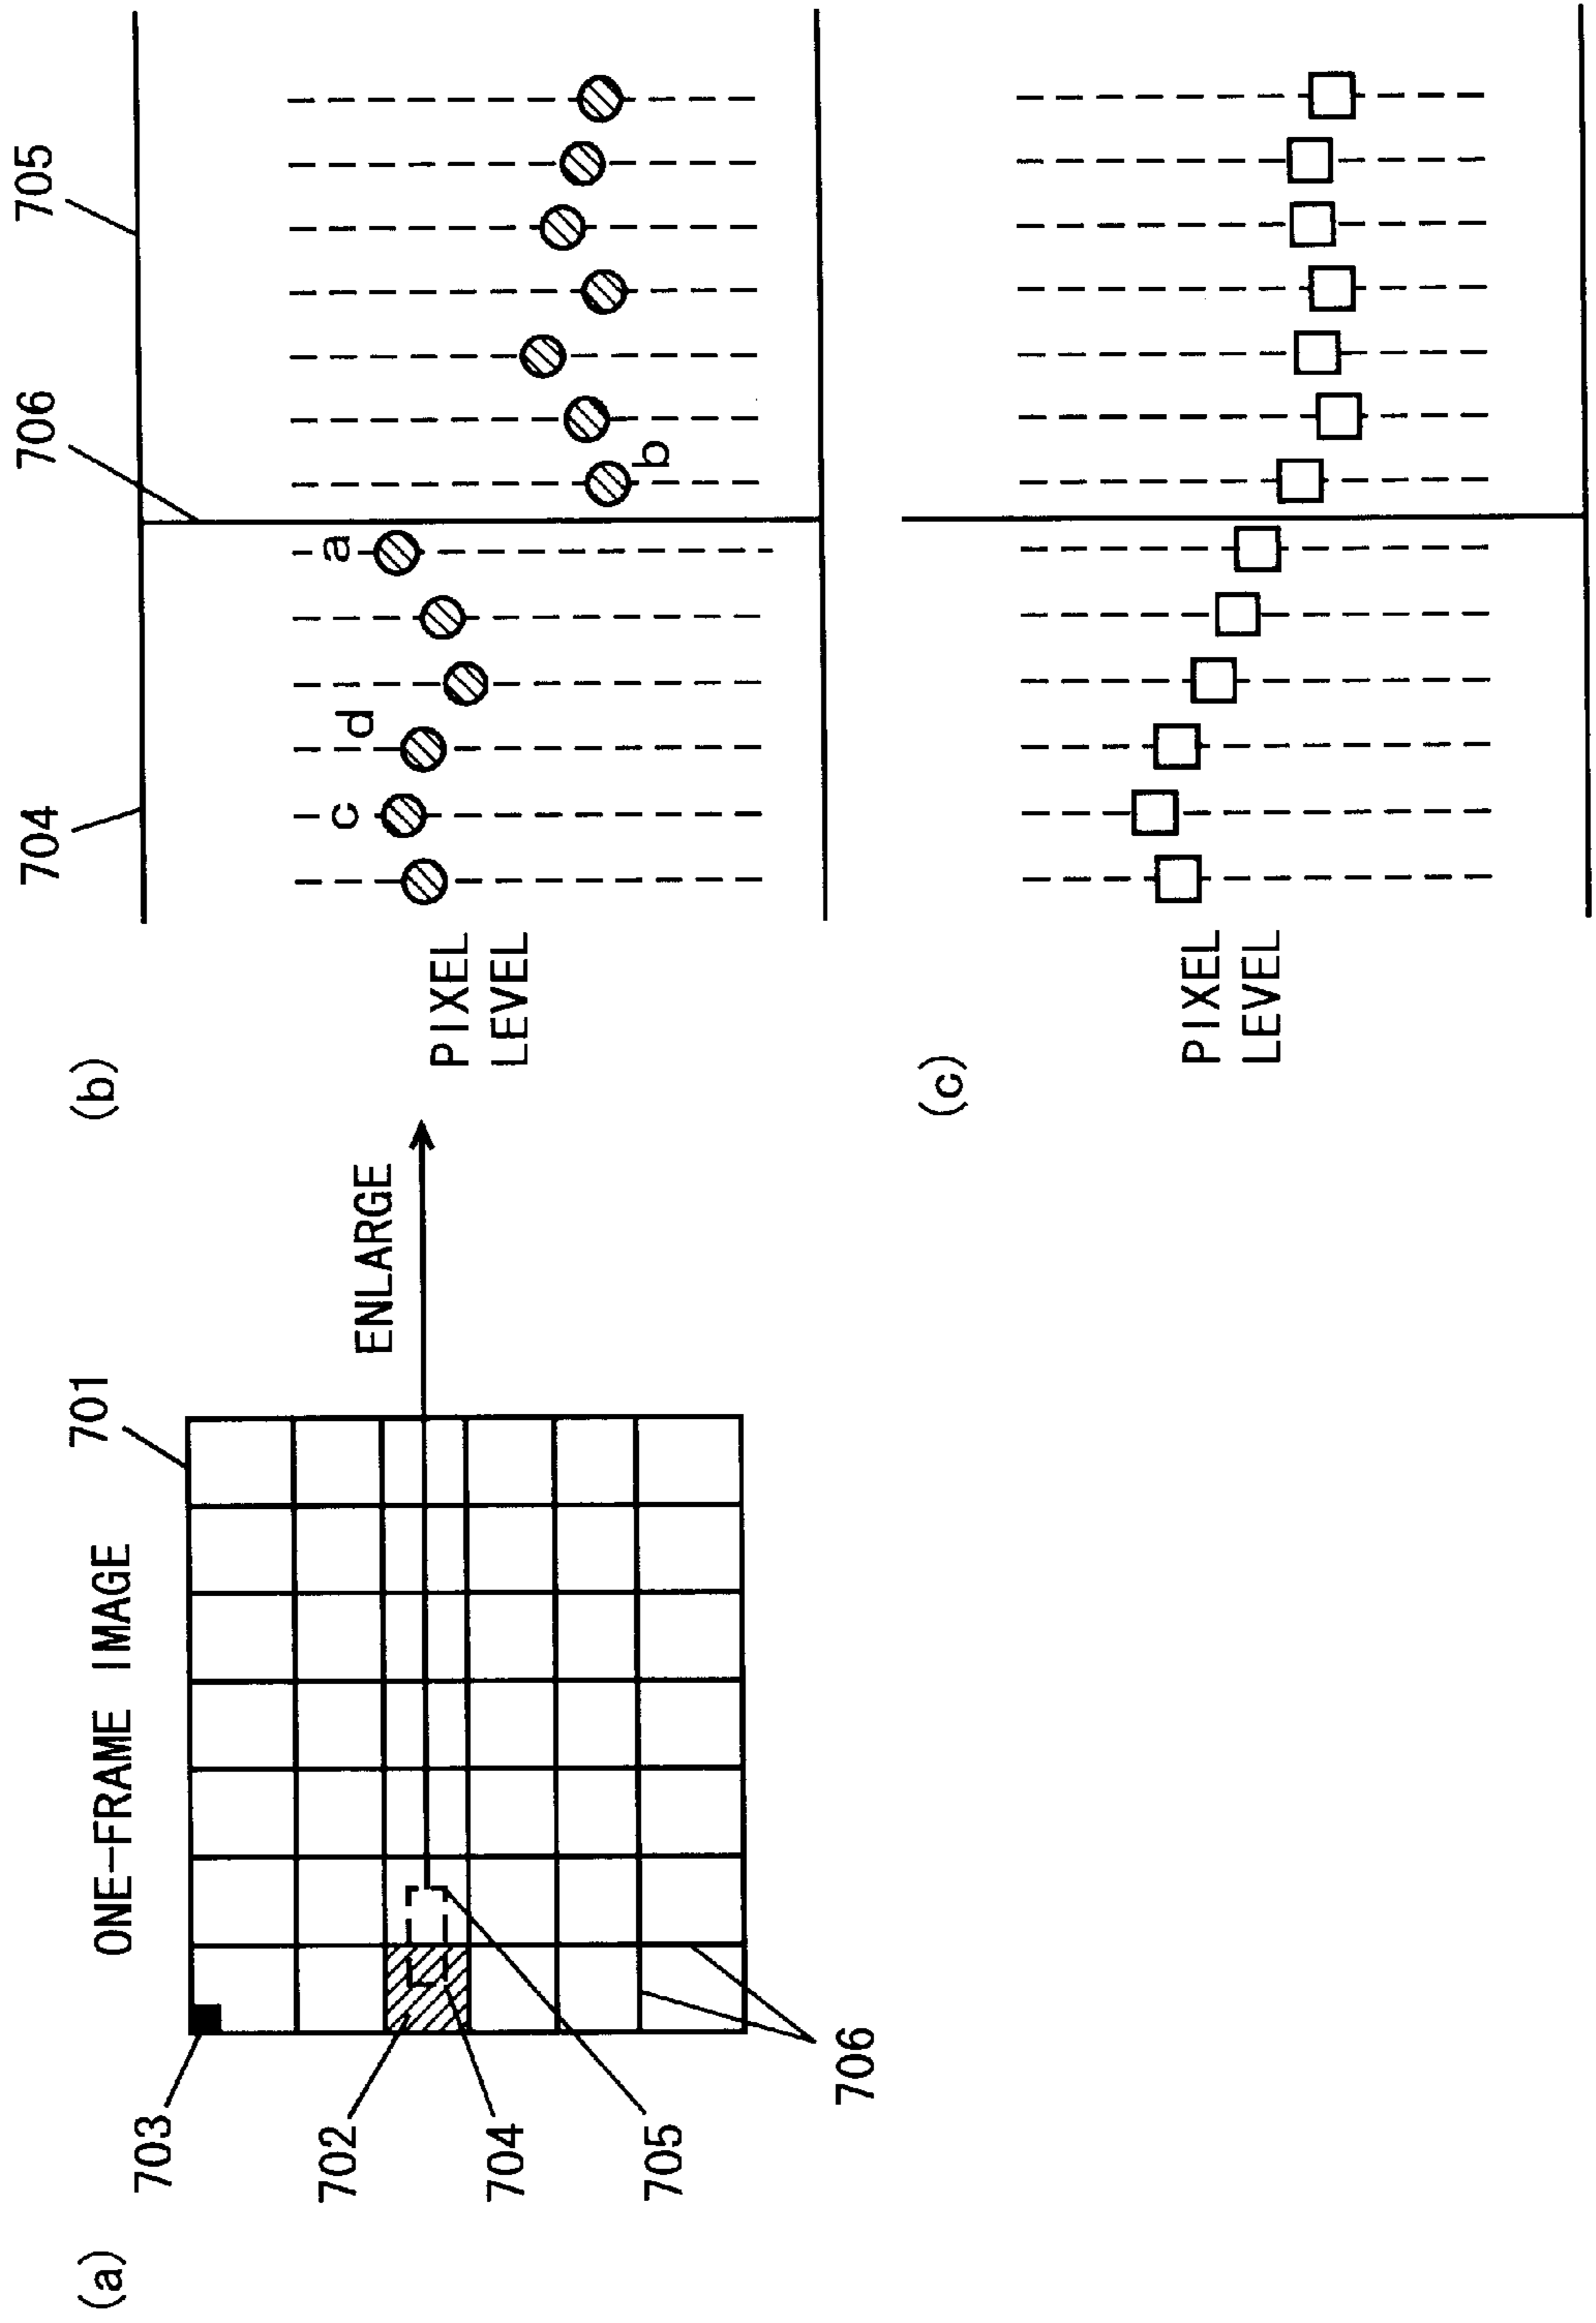 (a)
ONE-FRAME IMAGE
701
703
702
704
705
706
ENLARGE
(b)
704
706
705
PIXEL
LEVEL
c
d
a
b
(c)
PIXEL
LEVEL